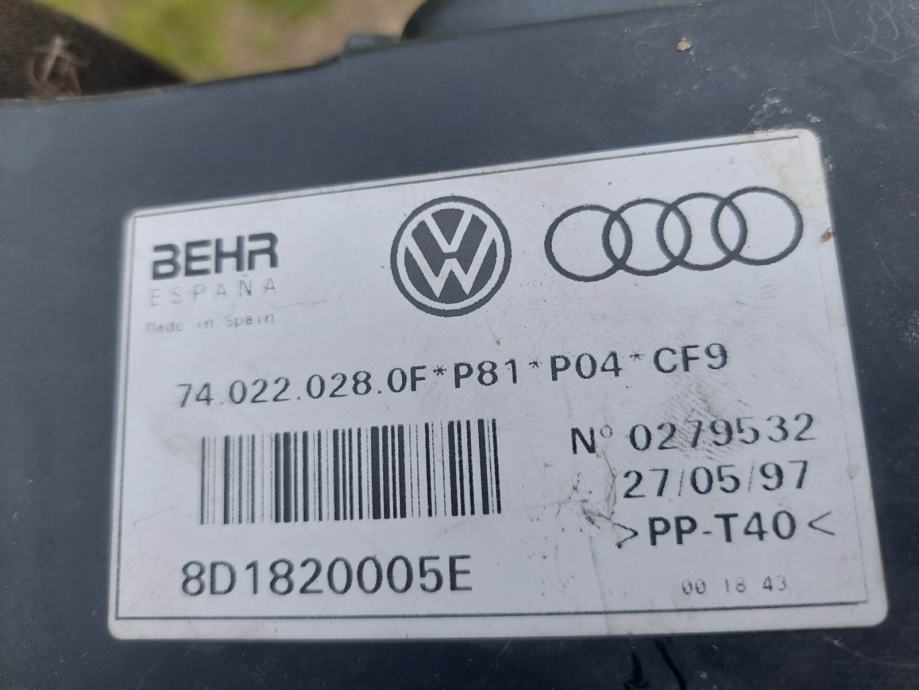 BEHR
ESPAÑA
Made in Spain
74.022.028.0F*P81*P04*CF9
Nº 0279532
27/05/97
>PP-T40<
8D1820005E
00 18 43